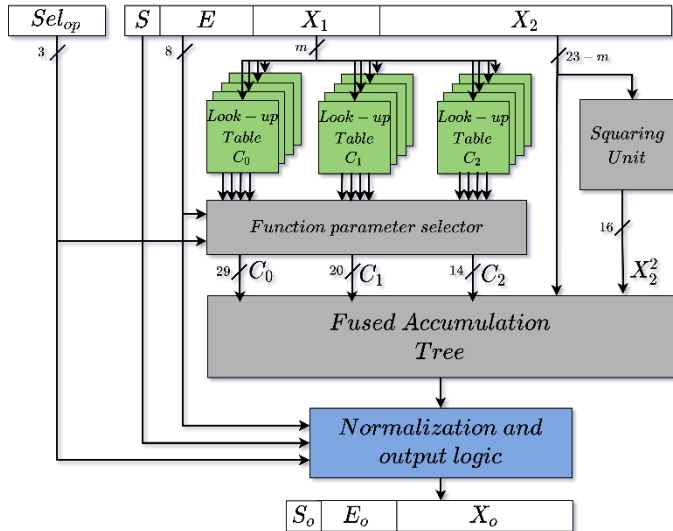 Sel_op S E X_1 X_2
3 8 m 23 − m
Look − up Look − up Look − up
Table Table Table
C_0 C_1 C_2
Squaring
Unit
Function parameter selector
16
29 C_0 20 C_1 14 C_2 X_2^2
Fused Accumulation
Tree
Normalization and
output logic
S_o E_o X_o